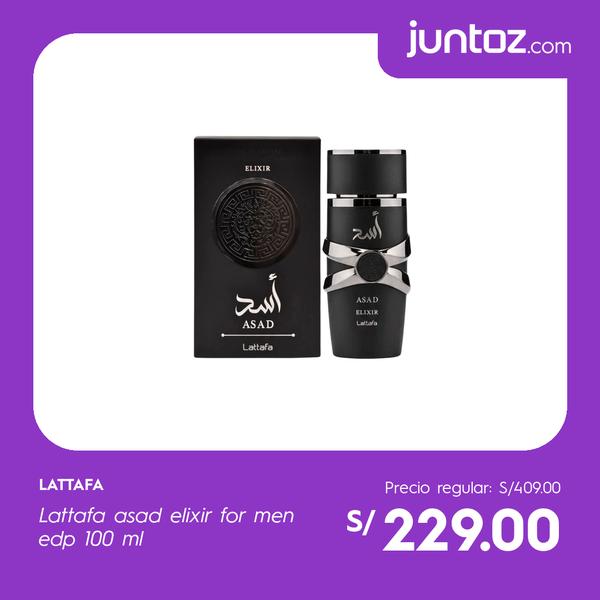 juntoz.com
ELIXIR
أسد
ASAD
Lattafa
أسد
ASAD
ELIXIR
Lattafa
LATTAFA
Lattafa asad elixir for men
edp 100 ml
Precio regular: S/409.00
S/ 229.00